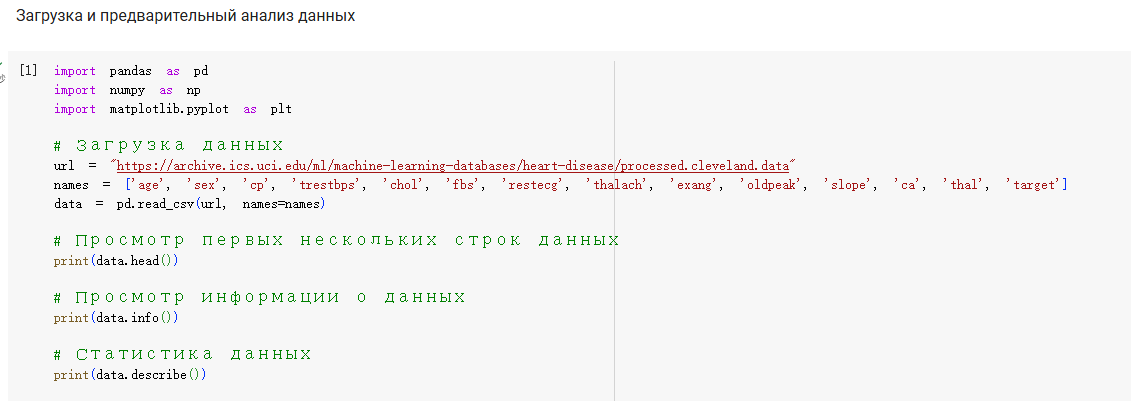 Загрузка и предварительный анализ данных
[1] import pandas as pd
import numpy as np
import matplotlib.pyplot as plt
# Загрузка данных
url = "https://archive.ics.uci.edu/ml/machine-learning-databases/heart-disease/processed.cleveland.data"
names = ['age', 'sex', 'cp', 'trestbps', 'chol', 'fbs', 'restecg', 'thalach', 'exang', 'oldpeak', 'slope', 'ca', 'thal', 'target']
data = pd.read_csv(url, names=names)
# Просмотр первых нескольких строк данных
print(data.head())
# Просмотр информации о данных
print(data.info())
# Статистика данных
print(data.describe())